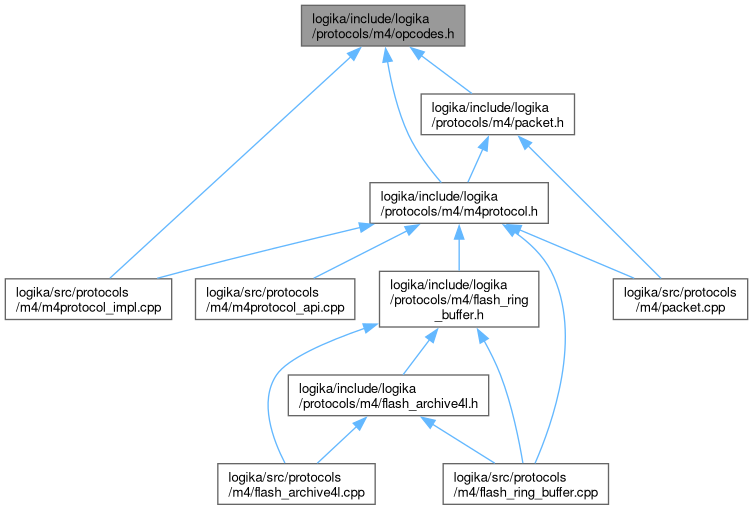 logika/include/logika
/protocols/m4/opcodes.h
logika/include/logika
/protocols/m4/packet.h
logika/include/logika
/protocols/m4/m4protocol.h
logika/src/protocols
/m4/m4protocol_impl.cpp
logika/src/protocols
/m4/m4protocol_api.cpp
logika/include/logika
/protocols/m4/flash_ring
_buffer.h
logika/src/protocols
/m4/packet.cpp
logika/include/logika
/protocols/m4/flash_archive4l.h
logika/src/protocols
/m4/flash_archive4l.cpp
logika/src/protocols
/m4/flash_ring_buffer.cpp